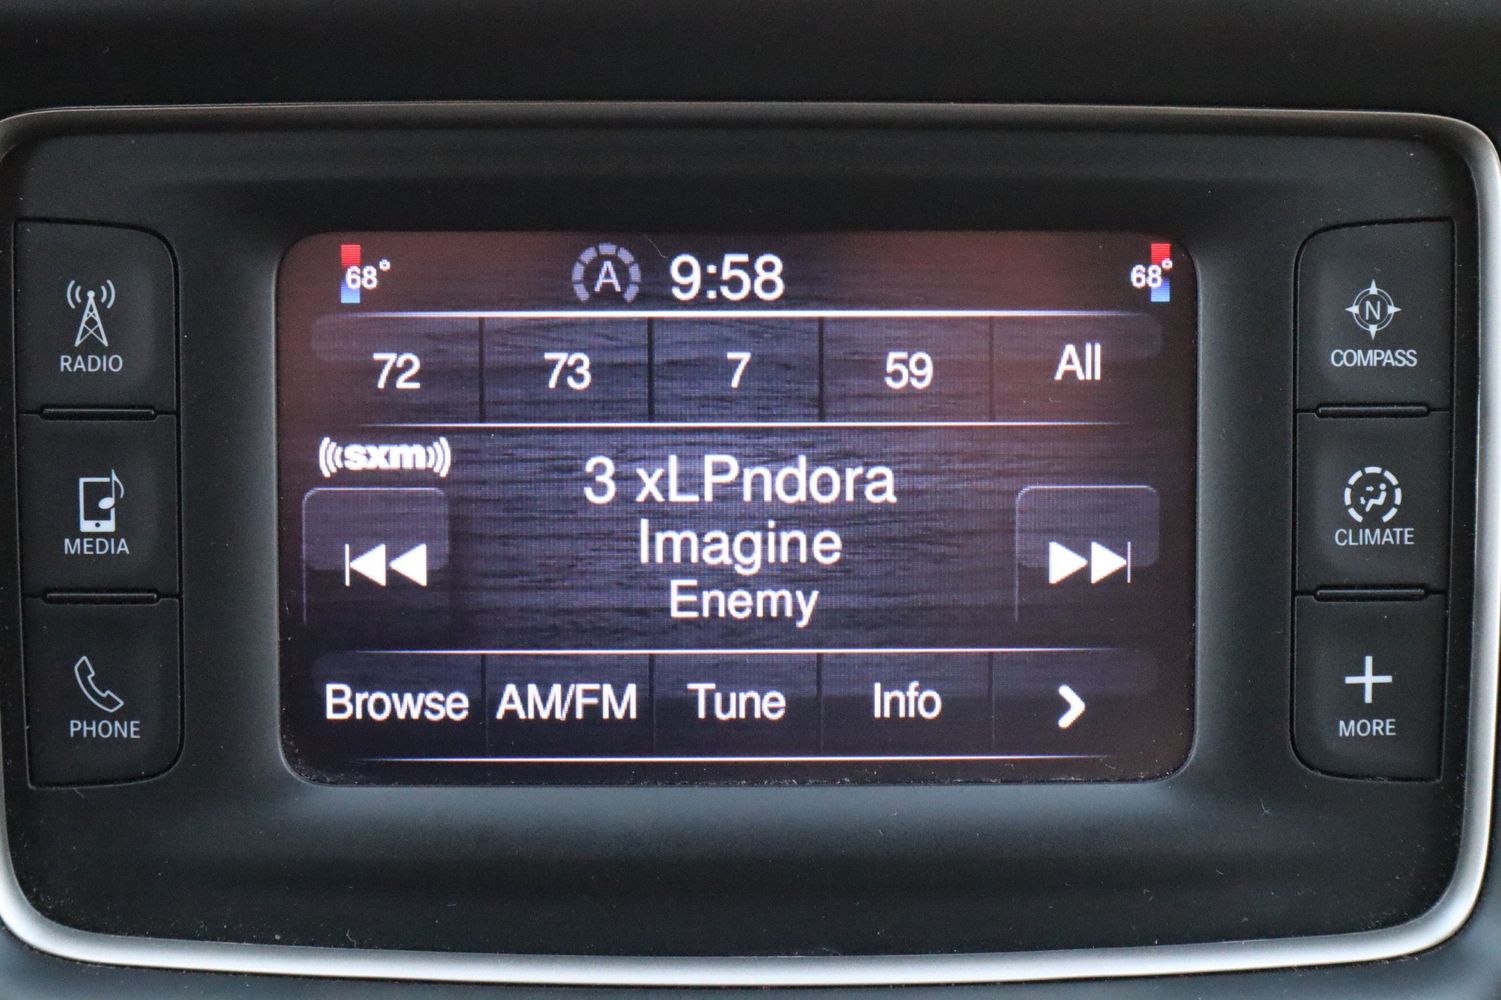 68° A 9:58 68°
72 73 7 59 All
((sxm))
3 xLPndora
Imagine
Enemy
Browse AM/FM Tune Info
RADIO
MEDIA
PHONE
N
COMPASS
CLIMATE
MORE